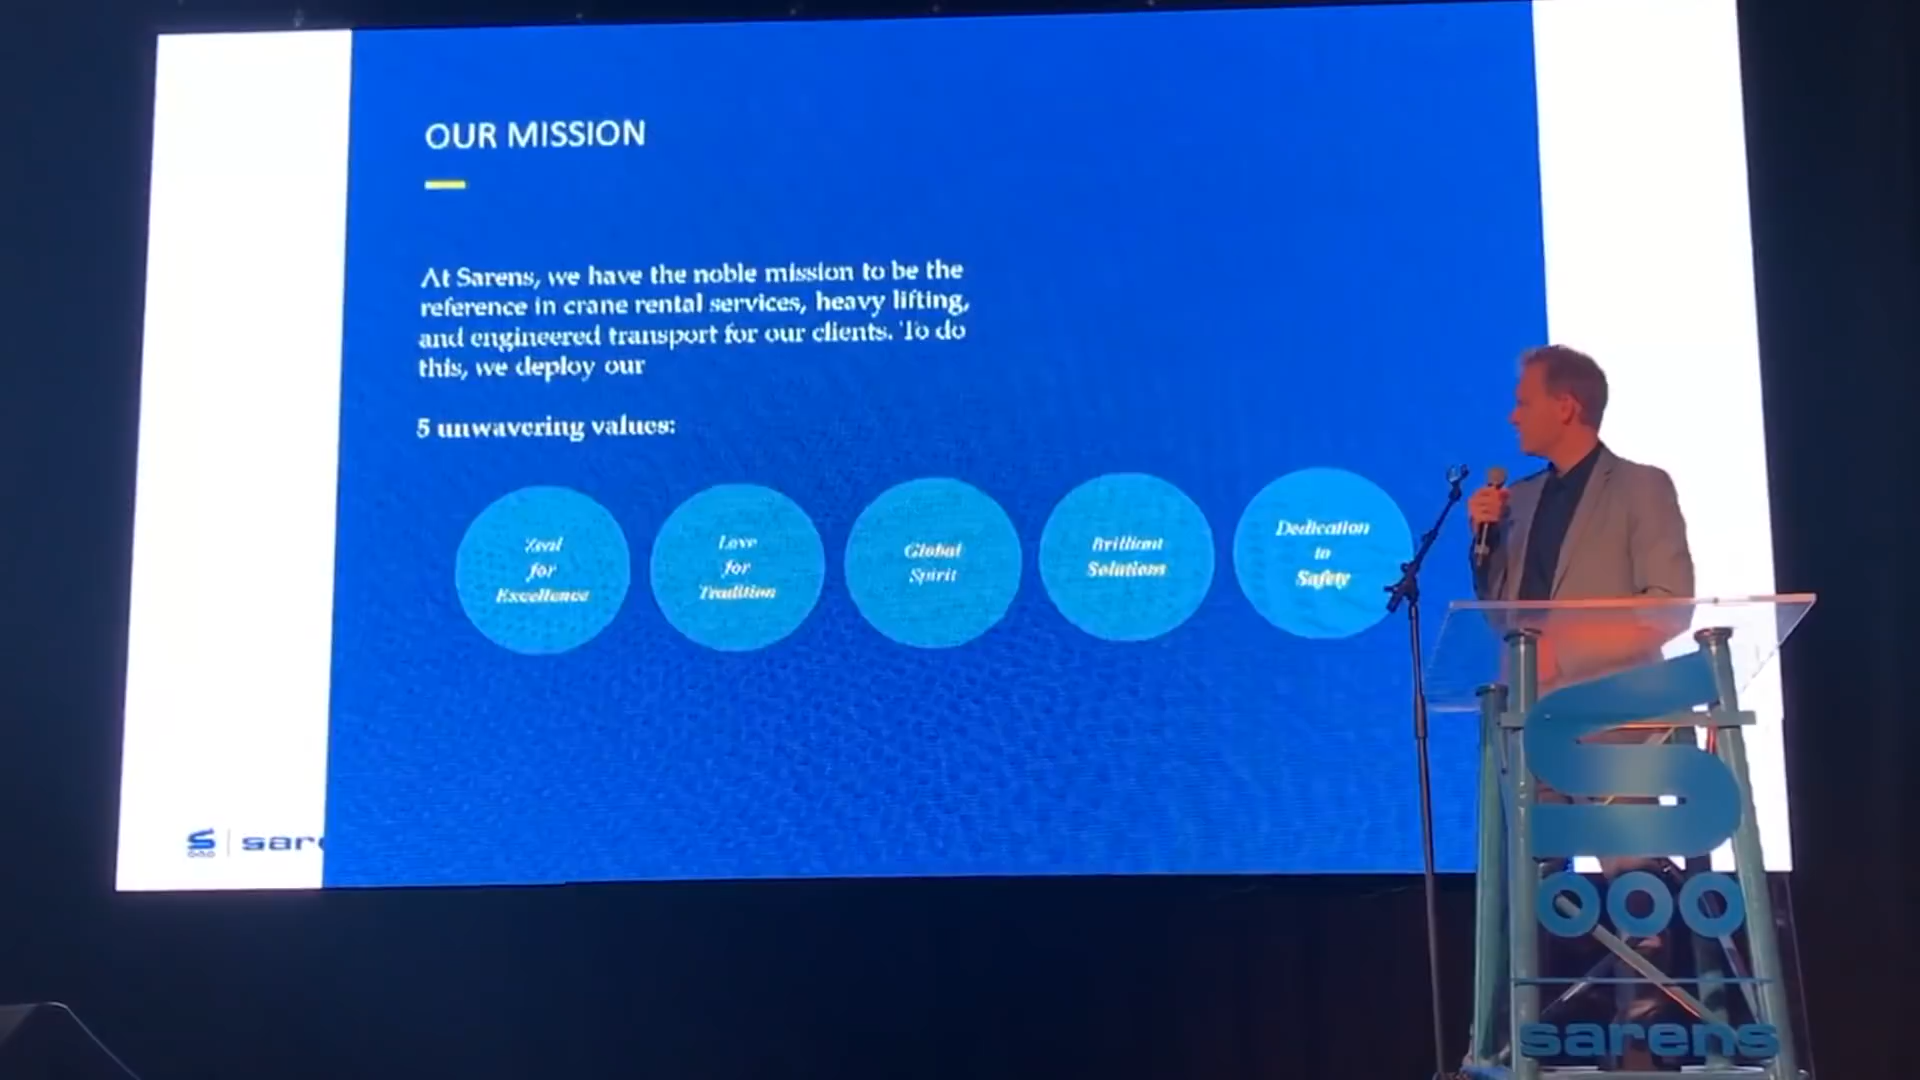 OUR MISSION
At Sarens, we have the noble mission to be the
reference in crane rental services, heavy lifting,
and engineered transport for our clients. To do
this, we deploy our
5 unwavering values:
Zeal
for
Excellence
Love
for
Tradition
Global
Spirit
Brilliant
Solutions
Dedication
to
Safety
sare
sarens